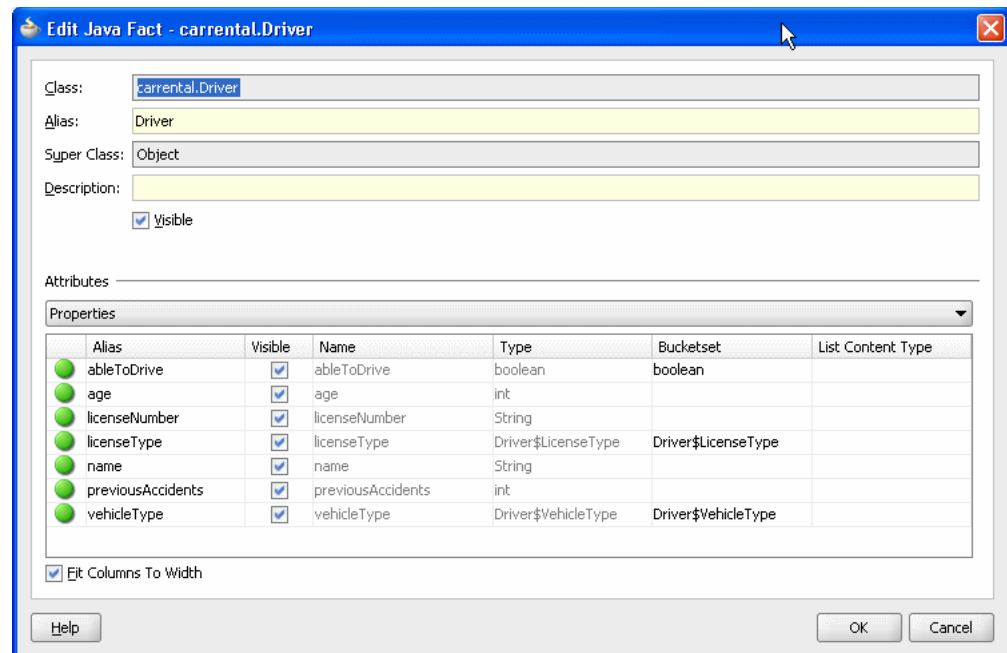 Edit Java Fact - carrental.Driver
Class: carrental.Driver
Alias: Driver
Super Class: Object
Description:
Visible
Attributes
Properties
Alias Visible Name Type Bucketset List Content Type
ableToDrive ableToDrive boolean boolean
age age int
licenseNumber licenseNumber String
licenseType licenseType Driver$LicenseType Driver$LicenseType
name name String
previousAccidents previousAccidents int
vehicleType vehicleType Driver$VehicleType Driver$VehicleType
Fit Columns To Width
Help OK Cancel